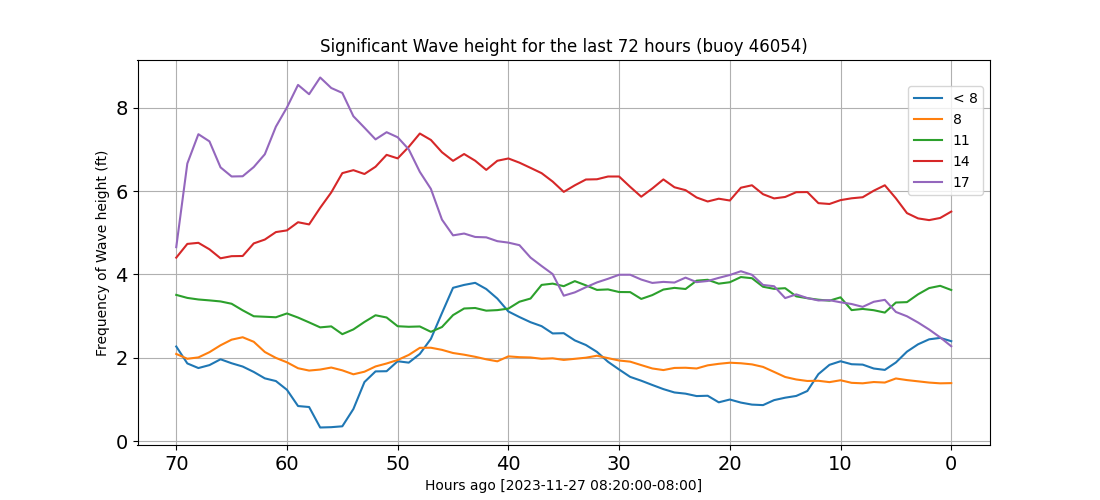 Significant Wave height for the last 72 hours (buoy 46054)
Frequency of Wave height (ft)
8
6
4
2
0
< 8
8
11
14
17
70 60 50 40 30 20 10 0
Hours ago [2023-11-27 08:20:00-08:00]